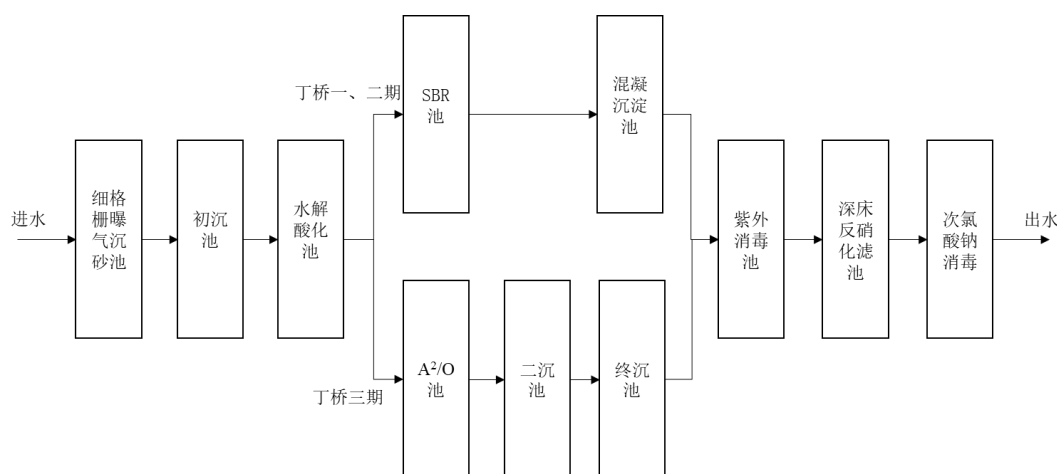 进水
细格
栅曝
气沉
砂池
初沉
池
水解
酸化
池
丁桥一、二期
SBR
池
混凝
沉淀
池
丁桥三期
A²/O
池
二沉
池
终沉
池
紫外
消毒
池
深床
反硝
化滤
池
次氯
酸钠
消毒
出水